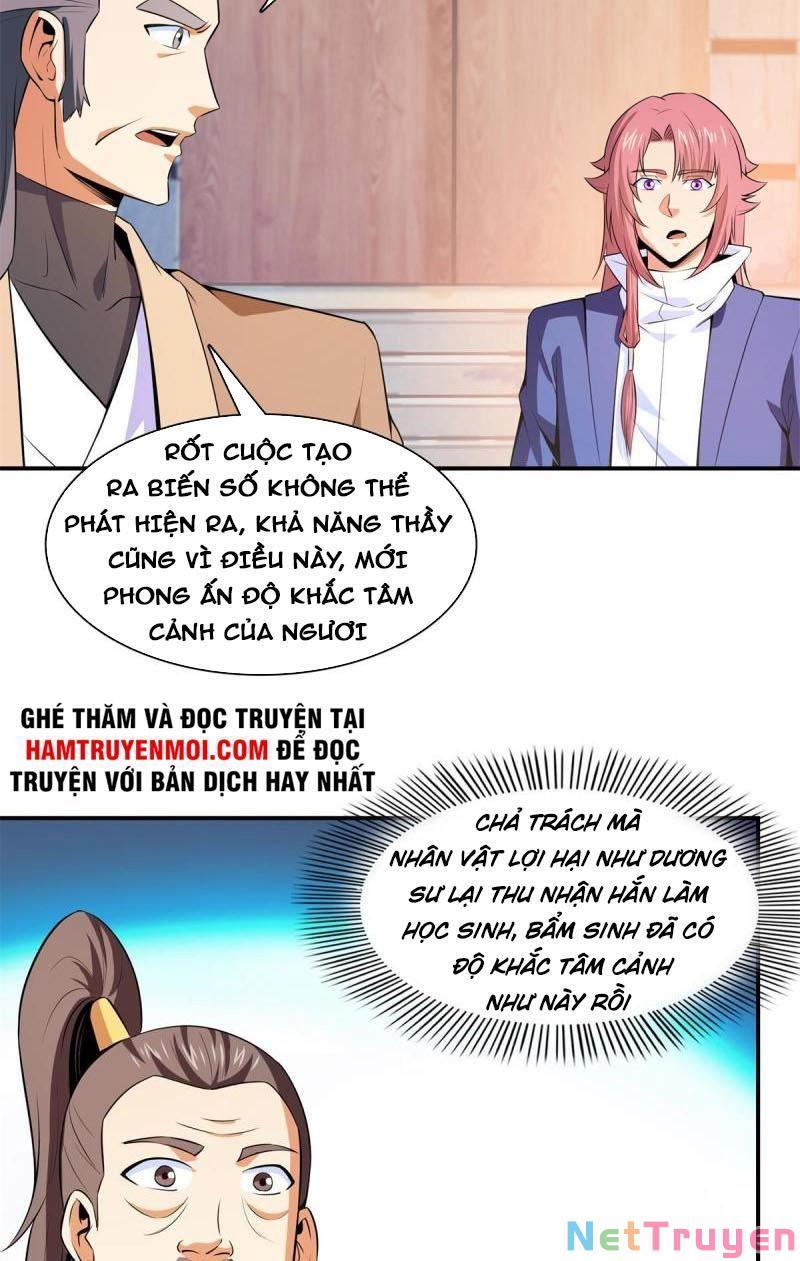 RỐT CUỘC TẠO
RA BIẾN SỐ KHÔNG THỂ
PHÁT HIỆN RA, KHẢ NĂNG THẦY
CŨNG VÌ ĐIỀU NÀY, MỚI
PHONG ẤN ĐỘ KHẮC TÂM
CẢNH CỦA NGƯƠI
GHÉ THĂM VÀ ĐỌC TRUYỆN TẠI
HAMTRUYENMOI.COM ĐỂ ĐỌC
TRUYỆN VỚI BẢN DỊCH HAY NHẤT
CHẢ TRÁCH MÀ
NHÂN VẬT LỢI HẠI NHƯ DƯƠNG
SƯ LẠI THU NHẬN HẮN LÀM
HỌC SINH, BẨM SINH ĐÃ CÓ
ĐỘ KHẮC TÂM CẢNH
NHƯ NÀY RỒI
NetTruyen